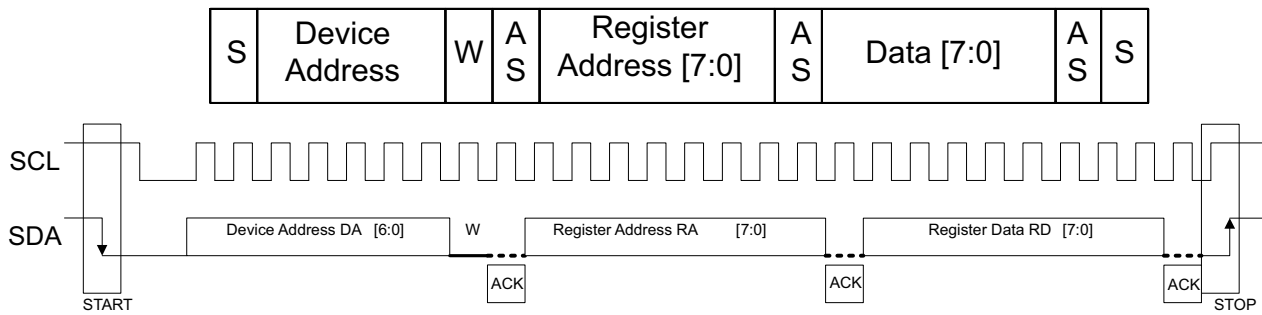 S
Device
Address
W
A
S
Register
Address [7:0]
A
S
Data [7:0]
A
S
S
SCL
SDA
Device Address DA [6:0]
W
Register Address RA [7:0]
Register Data RD [7:0]
ACK
ACK
ACK
START
STOP